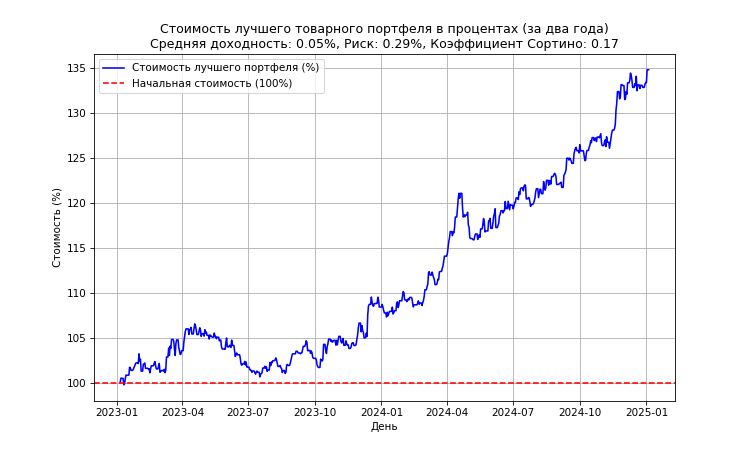 Стоимость лучшего товарного портфеля в процентах (за два года)
Средняя доходность: 0.05%, Риск: 0.29%, Коэффициент Сортино: 0.17
Стоимость лучшего портфеля (%)
Начальная стоимость (100%)
Стоимость (%)
135
130
125
120
115
110
105
100
2023-01 2023-04 2023-07 2023-10 2024-01 2024-04 2024-07 2024-10 2025-01
День